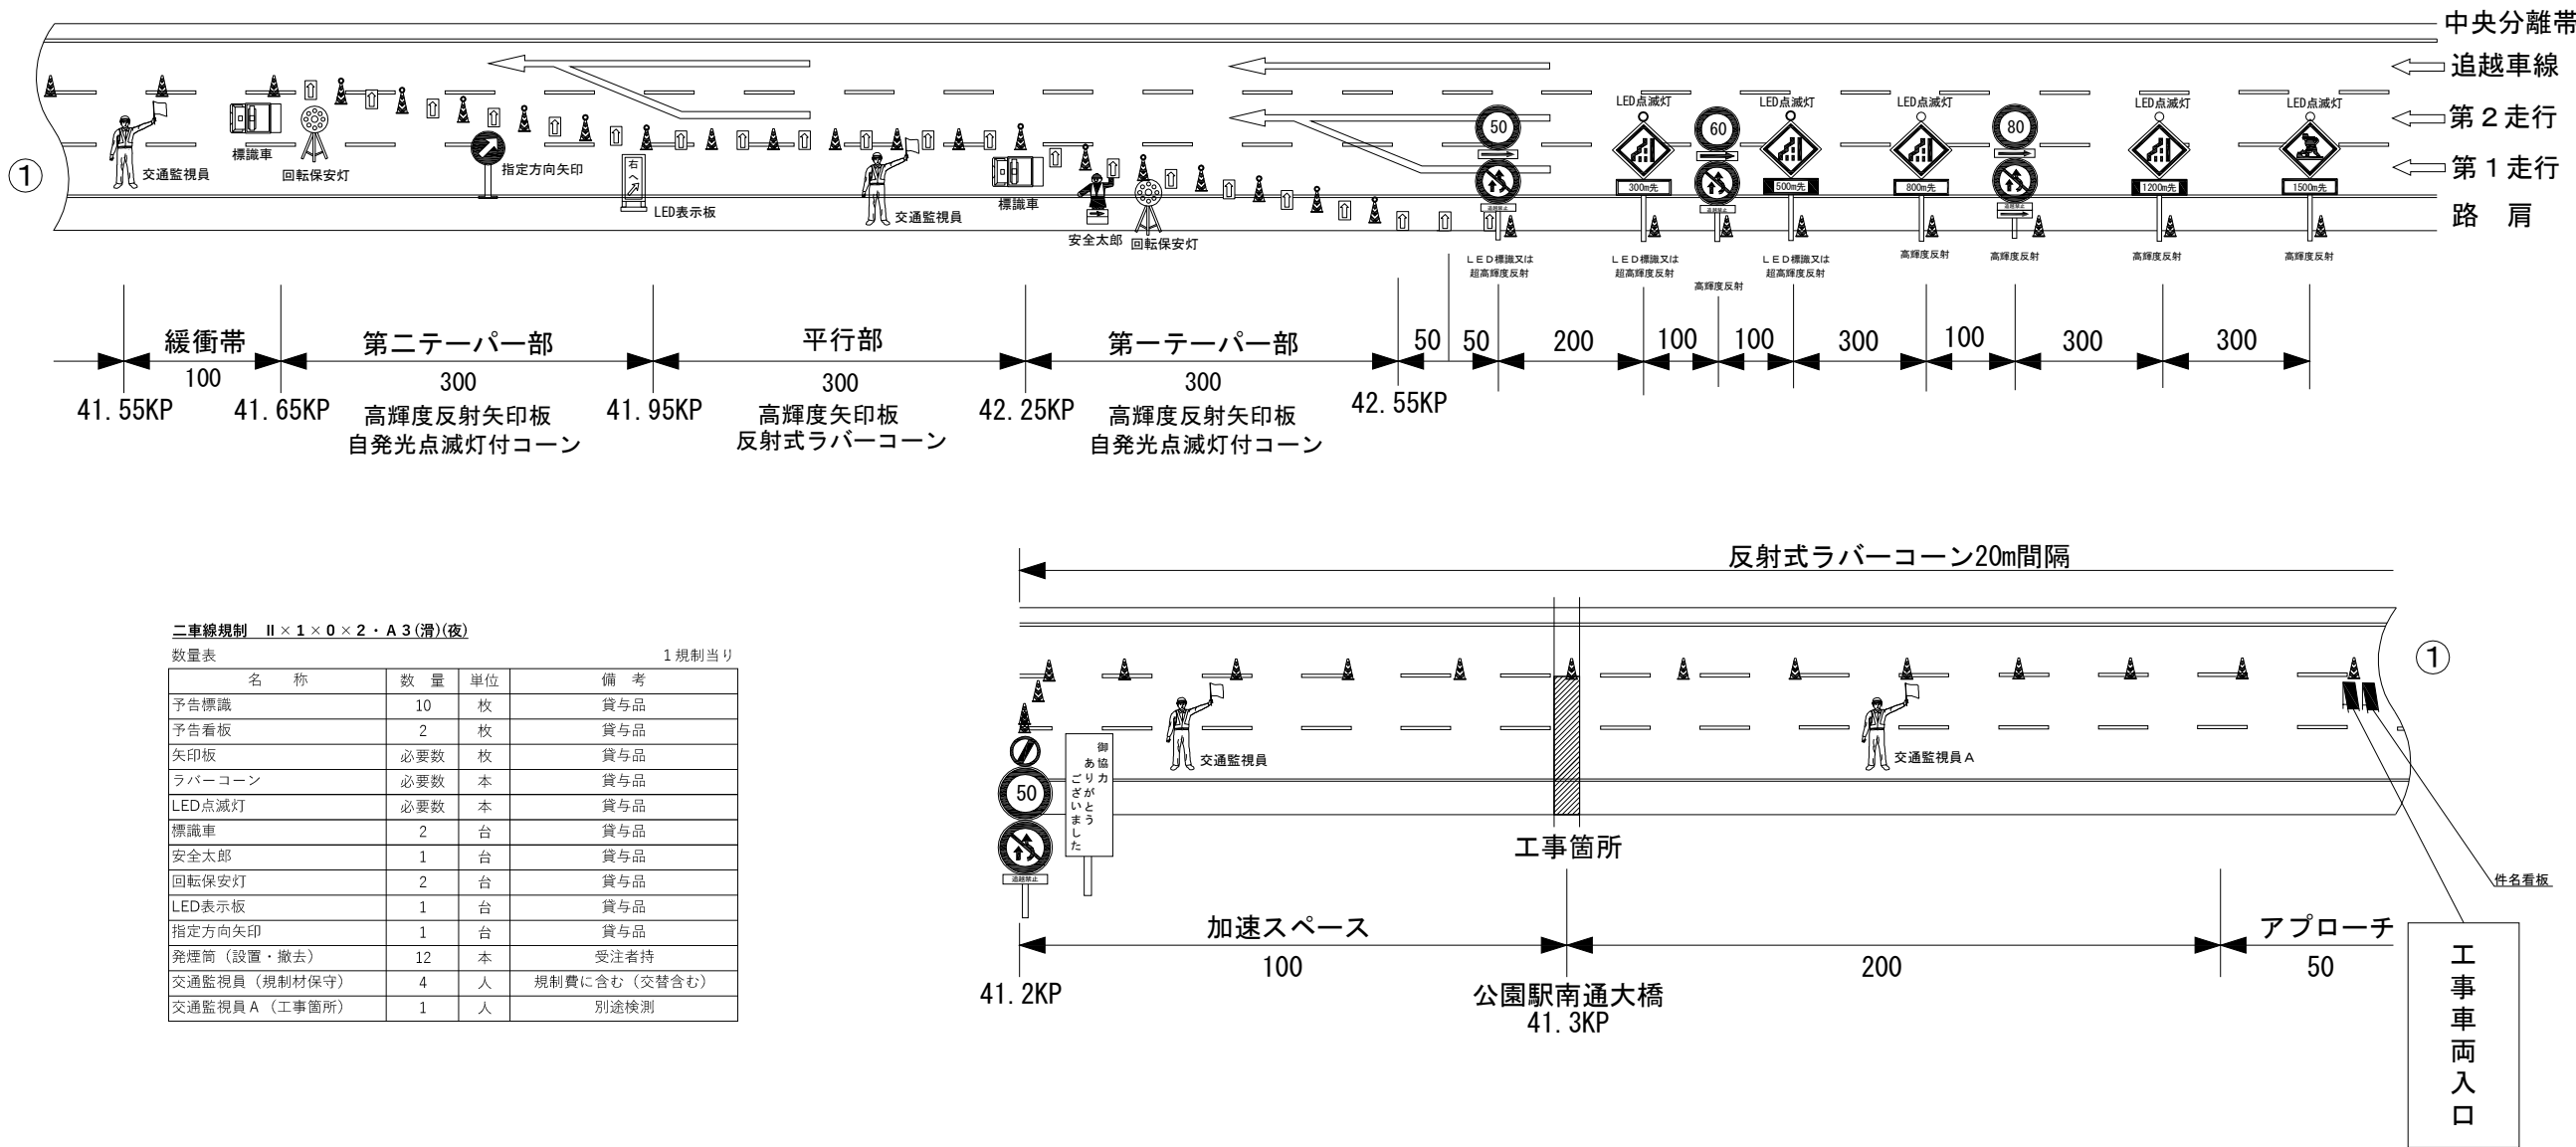 中央分離帯
追越車線
第2走行
第1走行
路　肩
①
交通監視員
標識車
回転保安灯
指定方向矢印
右へ
LED表示板
交通監視員
標識車
安全太郎
回転保安灯
50
追越禁止
LED標識又は
超高輝度反射
LED点滅灯
300m先
LED標識又は
超高輝度反射
60
追越禁止
高輝度反射
LED点滅灯
500m先
LED標識又は
超高輝度反射
LED点滅灯
800m先
高輝度反射
80
追越禁止
高輝度反射
LED点滅灯
1200m先
高輝度反射
LED点滅灯
1500m先
高輝度反射
緩衝帯
100
第二テーパー部
300
高輝度反射矢印板
自発光点滅灯付コーン
平行部
300
高輝度矢印板
反射式ラバーコーン
第一テーパー部
300
高輝度反射矢印板
自発光点滅灯付コーン
50 50 200 100 100 300 100 300 300
41.55KP 41.65KP 41.95KP 42.25KP 42.55KP
二車線規制　Ⅱ×1×0×2・A3(滑)(夜)
数量表 1規制当り
名　称 数　量 単位 備　考
予告標識 10 枚 貸与品
予告看板 2 枚 貸与品
矢印板 必要数 枚 貸与品
ラバーコーン 必要数 本 貸与品
LED点滅灯 必要数 本 貸与品
標識車 2 台 貸与品
安全太郎 1 台 貸与品
回転保安灯 2 台 貸与品
LED表示板 1 台 貸与品
指定方向矢印 1 台 貸与品
発煙筒（設置・撤去） 12 本 受注者持
交通監視員（規制材保守） 4 人 規制費に含む（交替含む）
交通監視員A（工事箇所） 1 人 別途検測
反射式ラバーコーン20m間隔
①
交通監視員
交通監視員A
50
追越禁止
御協力
ありがとう
ございました
工事箇所
件名看板
加速スペース
100
200
アプローチ
50
41.2KP
公園駅南通大橋
41.3KP
工事車両入口